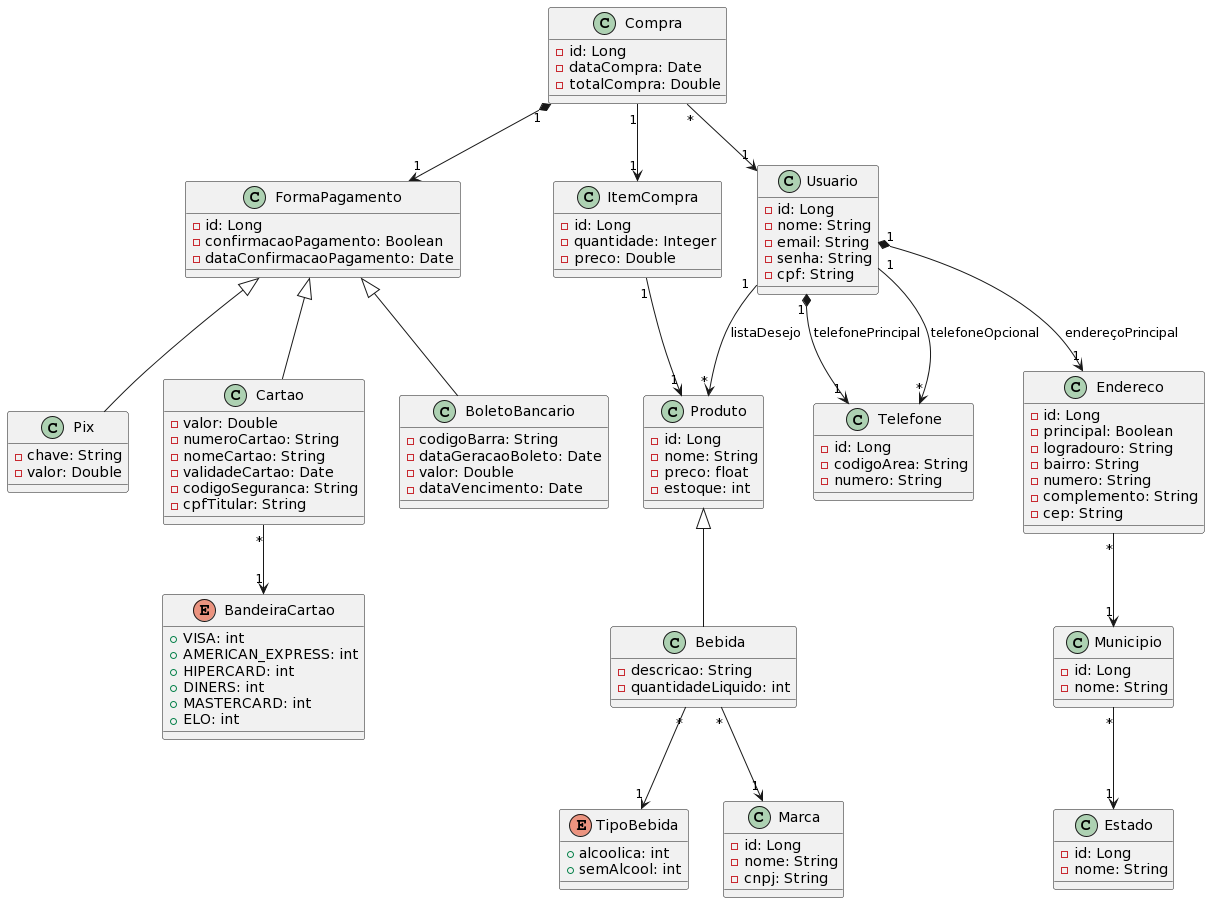 C Compra
id: Long
dataCompra: Date
totalCompra: Double
1
1
*
1
1
1
C FormaPagamento
id: Long
confirmacaoPagamento: Boolean
dataConfirmacaoPagamento: Date
C ItemCompra
id: Long
quantidade: Integer
preco: Double
C Usuario
id: Long
nome: String
email: String
senha: String
cpf: String
1
1
1
1
1
listaDesejo
telefonePrincipal
telefoneOpcional
endereçoPrincipal
1
*
1
*
1
C Pix
chave: String
valor: Double
C Cartao
valor: Double
numeroCartao: String
nomeCartao: String
validadeCartao: Date
codigoSeguranca: String
cpfTitular: String
C BoletoBancario
codigoBarra: String
dataGeracaoBoleto: Date
valor: Double
dataVencimento: Date
C Produto
id: Long
nome: String
preco: float
estoque: int
C Telefone
id: Long
codigoArea: String
numero: String
C Endereco
id: Long
principal: Boolean
logradouro: String
bairro: String
numero: String
complemento: String
cep: String
*
1
*
1
E BandeiraCartao
VISA: int
AMERICAN_EXPRESS: int
HIPERCARD: int
DINERS: int
MASTERCARD: int
ELO: int
C Bebida
descricao: String
quantidadeLiquido: int
C Municipio
id: Long
nome: String
*
*
*
1
1
1
E TipoBebida
alcoolica: int
semAlcool: int
C Marca
id: Long
nome: String
cnpj: String
C Estado
id: Long
nome: String